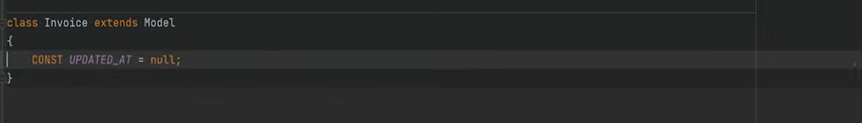 class Invoice extends Model
{
CONST UPDATED_AT = null;
}